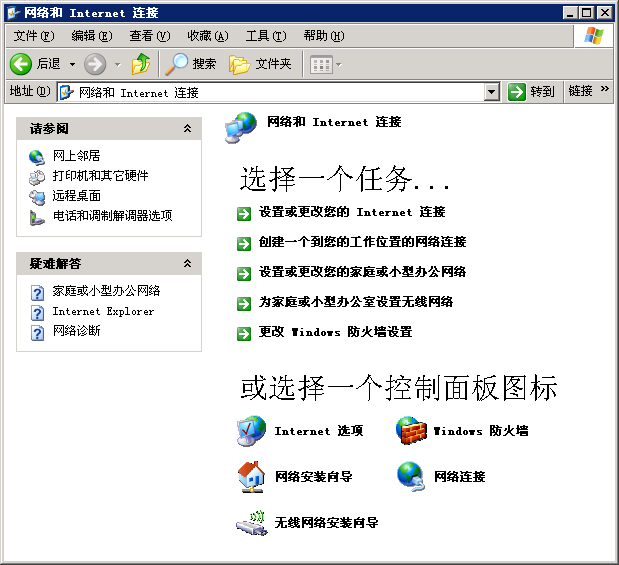 网络和 Internet 连接
文件(F) 编辑(E) 查看(V) 收藏(A) 工具(T) 帮助(H)
后退 搜索 文件夹
地址(D) 网络和 Internet 连接 转到 链接 »
请参阅
网上邻居
打印机和其它硬件
远程桌面
电话和调制解调器选项
疑难解答
家庭或小型办公网络
Internet Explorer
网络诊断
网络和 Internet 连接
选择一个任务...
设置或更改您的 Internet 连接
创建一个到您的工作位置的网络连接
设置或更改您的家庭或小型办公网络
为家庭或小型办公室设置无线网络
更改 Windows 防火墙设置
或选择一个控制面板图标
Internet 选项 Windows 防火墙
网络安装向导 网络连接
无线网络安装向导